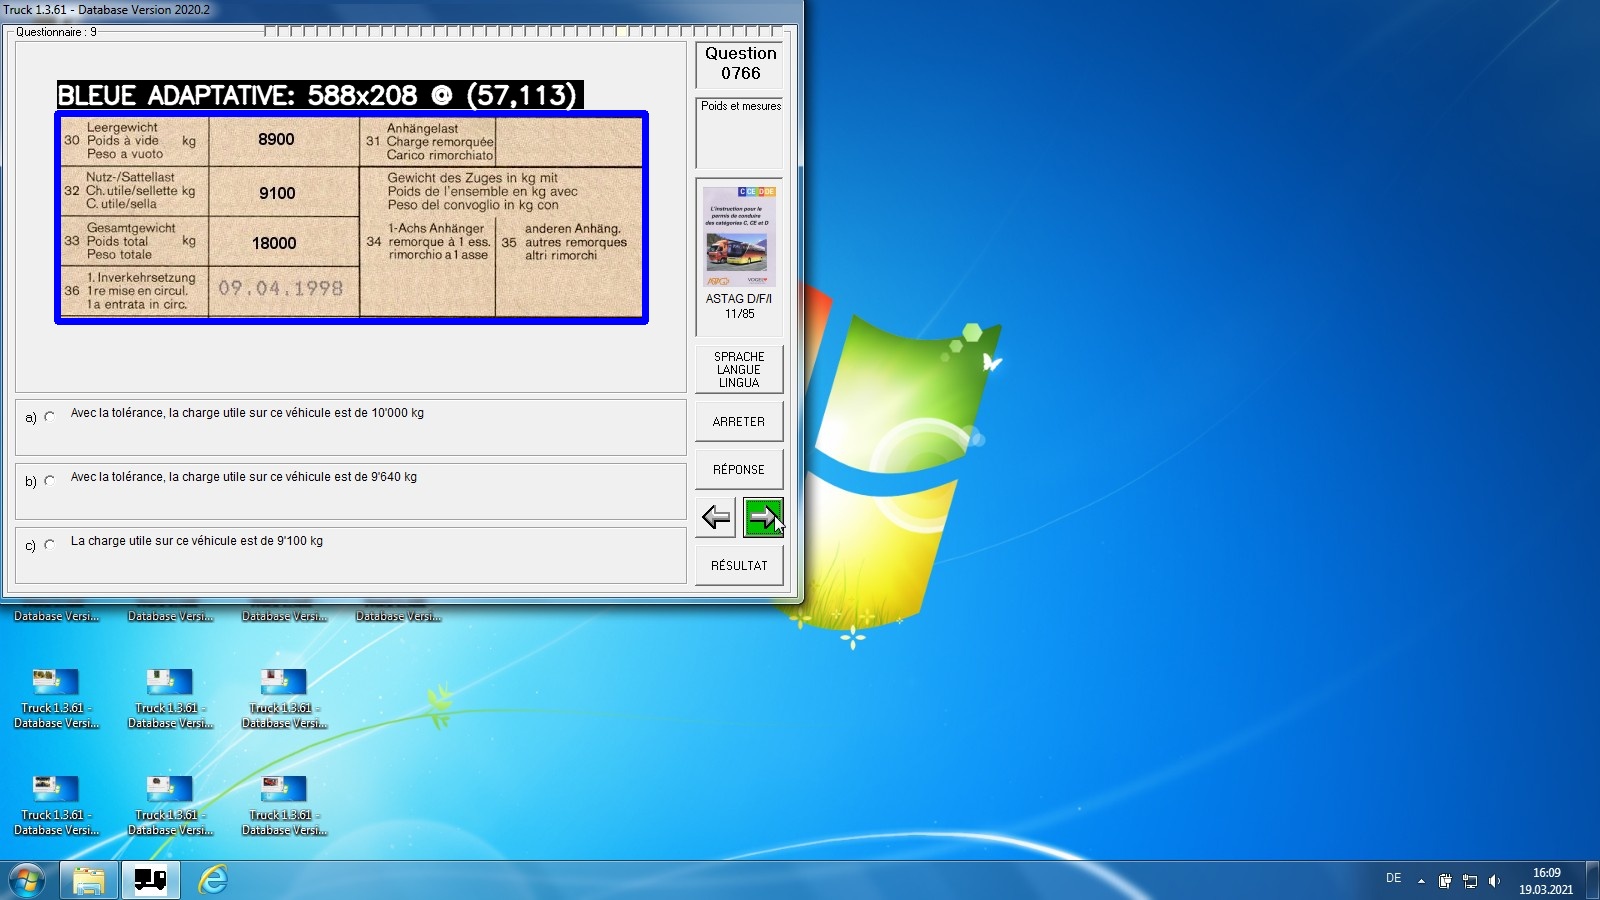 Truck 1.3.61 - Database Version 2020.2
Questionnaire : 9
BLEUE ADAPTATIVE: 588x208 @ (57,113)
30 Leergewicht
Poids à vide kg
Peso a vuoto
8900
31 Anhängelast
Charge remorquée
Carico rimorchiato
32 Nutz-/Sattellast
Ch. utile/sellette kg
C. utile/sella
9100
Gewicht des Zuges in kg mit
Poids de l'ensemble en kg avec
Peso del convoglio in kg con
33 Gesamtgewicht
Poids total kg
Peso totale
18000
34 1-Achs Anhänger
remorque à 1 ess.
rimorchio a 1 asse
35 anderen Anhäng.
autres remorques
altri rimorchi
36 1. Inverkehrsetzung
1re mise en circul.
1a entrata in circ.
09.04.1998
Question
0766
Poids et mesures
C CE D DE
L'instruction pour le
permis de conduire
des catégories C, CE et D
ASTAG D/F/I
11/85
SPRACHE
LANGUE
LINGUA
ARRETER
RÉPONSE
RÉSULTAT
a) Avec la tolérance, la charge utile sur ce véhicule est de 10'000 kg
b) Avec la tolérance, la charge utile sur ce véhicule est de 9'640 kg
c) La charge utile sur ce véhicule est de 9'100 kg
Database Versi...
Database Versi...
Database Versi...
Database Versi...
Truck 1.3.61 -
Database Versi...
Truck 1.3.61 -
Database Versi...
Truck 1.3.61 -
Database Versi...
Truck 1.3.61 -
Database Versi...
Truck 1.3.61 -
Database Versi...
Truck 1.3.61 -
Database Versi...
DE
16:09
19.03.2021